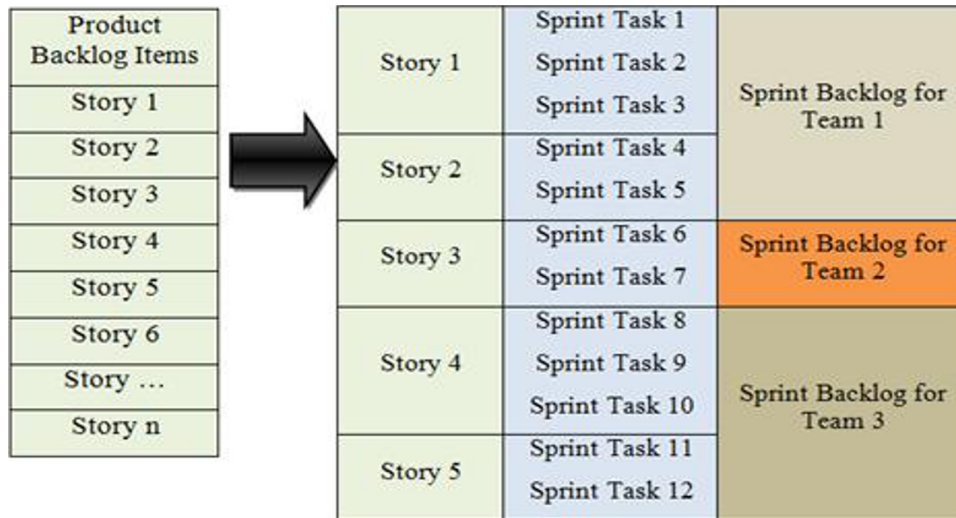 Product
Backlog Items
Story 1
Story 2
Story 3
Story 4
Story 5
Story 6
Story ...
Story n
Story 1
Sprint Task 1
Sprint Task 2
Sprint Task 3
Sprint Backlog for
Team 1
Story 2
Sprint Task 4
Sprint Task 5
Story 3
Sprint Task 6
Sprint Task 7
Sprint Backlog for
Team 2
Story 4
Sprint Task 8
Sprint Task 9
Sprint Task 10
Sprint Backlog for
Team 3
Story 5
Sprint Task 11
Sprint Task 12